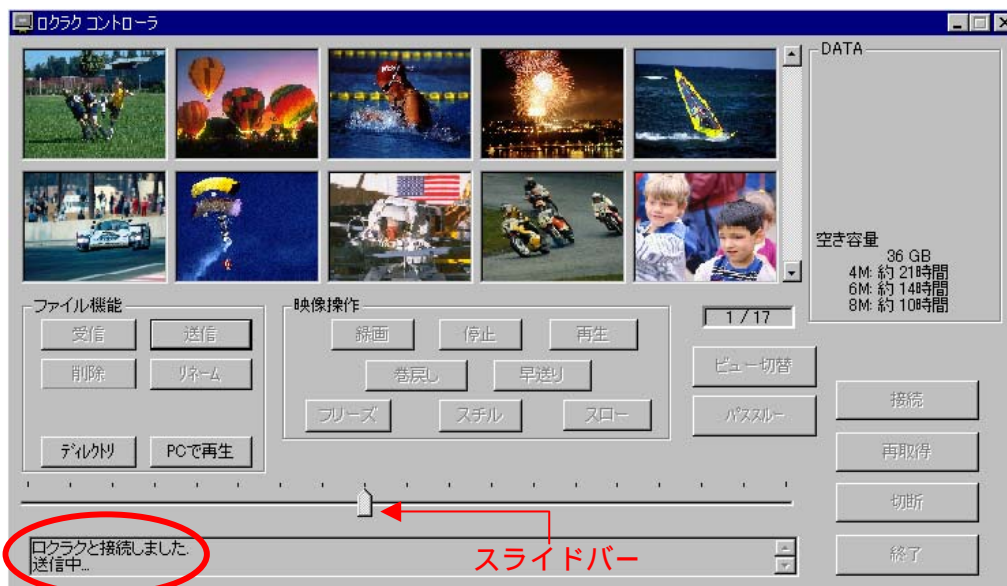 ロクラク コントローラ
DATA
空き容量
36 GB
4M: 約 21時間
6M: 約 14時間
8M: 約 10時間
ファイル機能
受信
送信
削除
リネーム
ディレクトリ
PCで再生
映像操作
録画
停止
再生
巻戻し
早送り
フリーズ
スチル
スロー
1 / 17
ビュー切替
パススルー
接続
再取得
切断
終了
スライドバー
ロクラクと接続しました.
送信中...